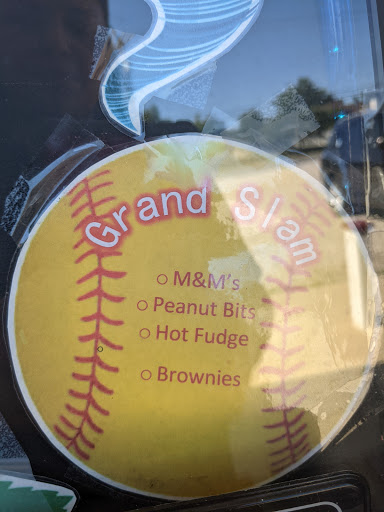 Grand Slam
○ M&M's
○ Peanut Bits
○ Hot Fudge
○ Brownies